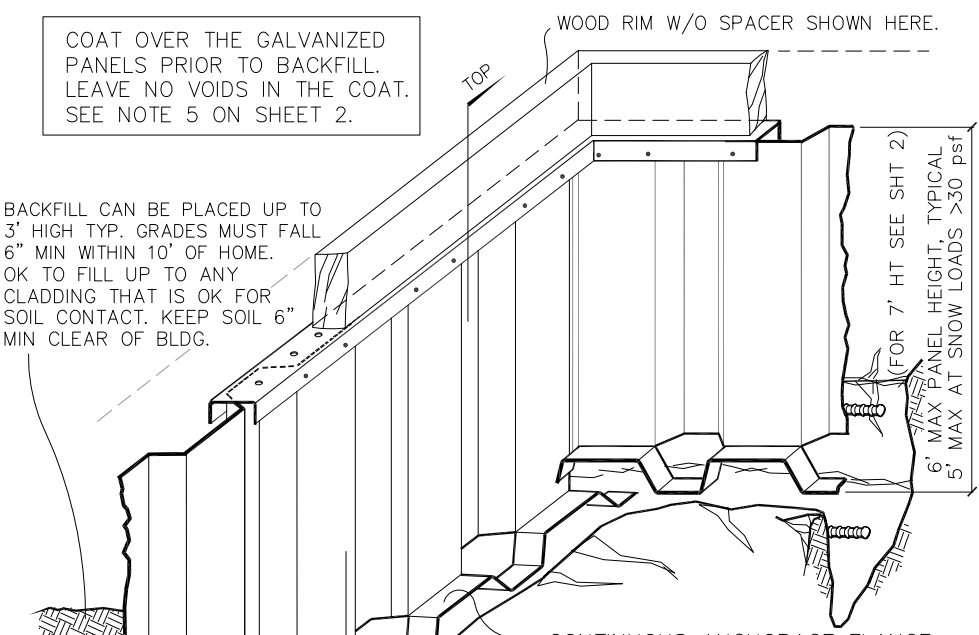 WOOD RIM W/O SPACER SHOWN HERE.
COAT OVER THE GALVANIZED
PANELS PRIOR TO BACKFILL.
LEAVE NO VOIDS IN THE COAT.
SEE NOTE 5 ON SHEET 2.
TOP
BACKFILL CAN BE PLACED UP TO
3' HIGH TYP. GRADES MUST FALL
6" MIN WITHIN 10' OF HOME.
OK TO FILL UP TO ANY
CLADDING THAT IS OK FOR
SOIL CONTACT. KEEP SOIL 6"
MIN CLEAR OF BLDG.
(FOR 7' HT SEE SHT 2)
6' MAX PANEL HEIGHT, TYPICAL
5' MAX AT SNOW LOADS >30 psf
CONTINUOUS ANCHORAGE FLANGE